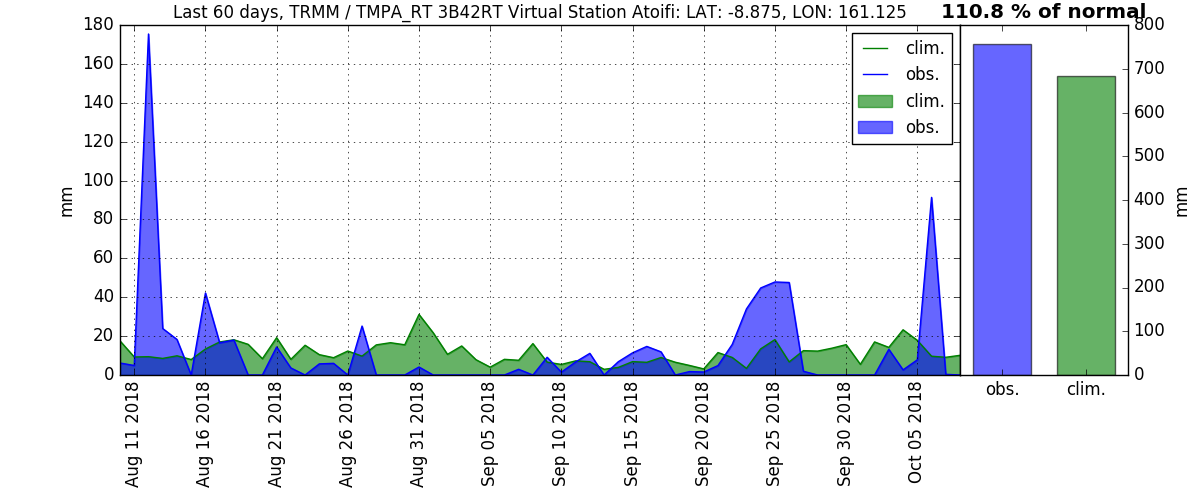 Last 60 days, TRMM / TMPA_RT 3B42RT Virtual Station Atoifi: LAT: -8.875, LON: 161.125
110.8 % of normal
mm
180
160
140
120
100
80
60
40
20
0
clim.
obs.
clim.
obs.
Aug 11 2018
Aug 16 2018
Aug 21 2018
Aug 26 2018
Aug 31 2018
Sep 05 2018
Sep 10 2018
Sep 15 2018
Sep 20 2018
Sep 25 2018
Sep 30 2018
Oct 05 2018
800
700
600
500
400
300
200
100
0
mm
obs.
clim.